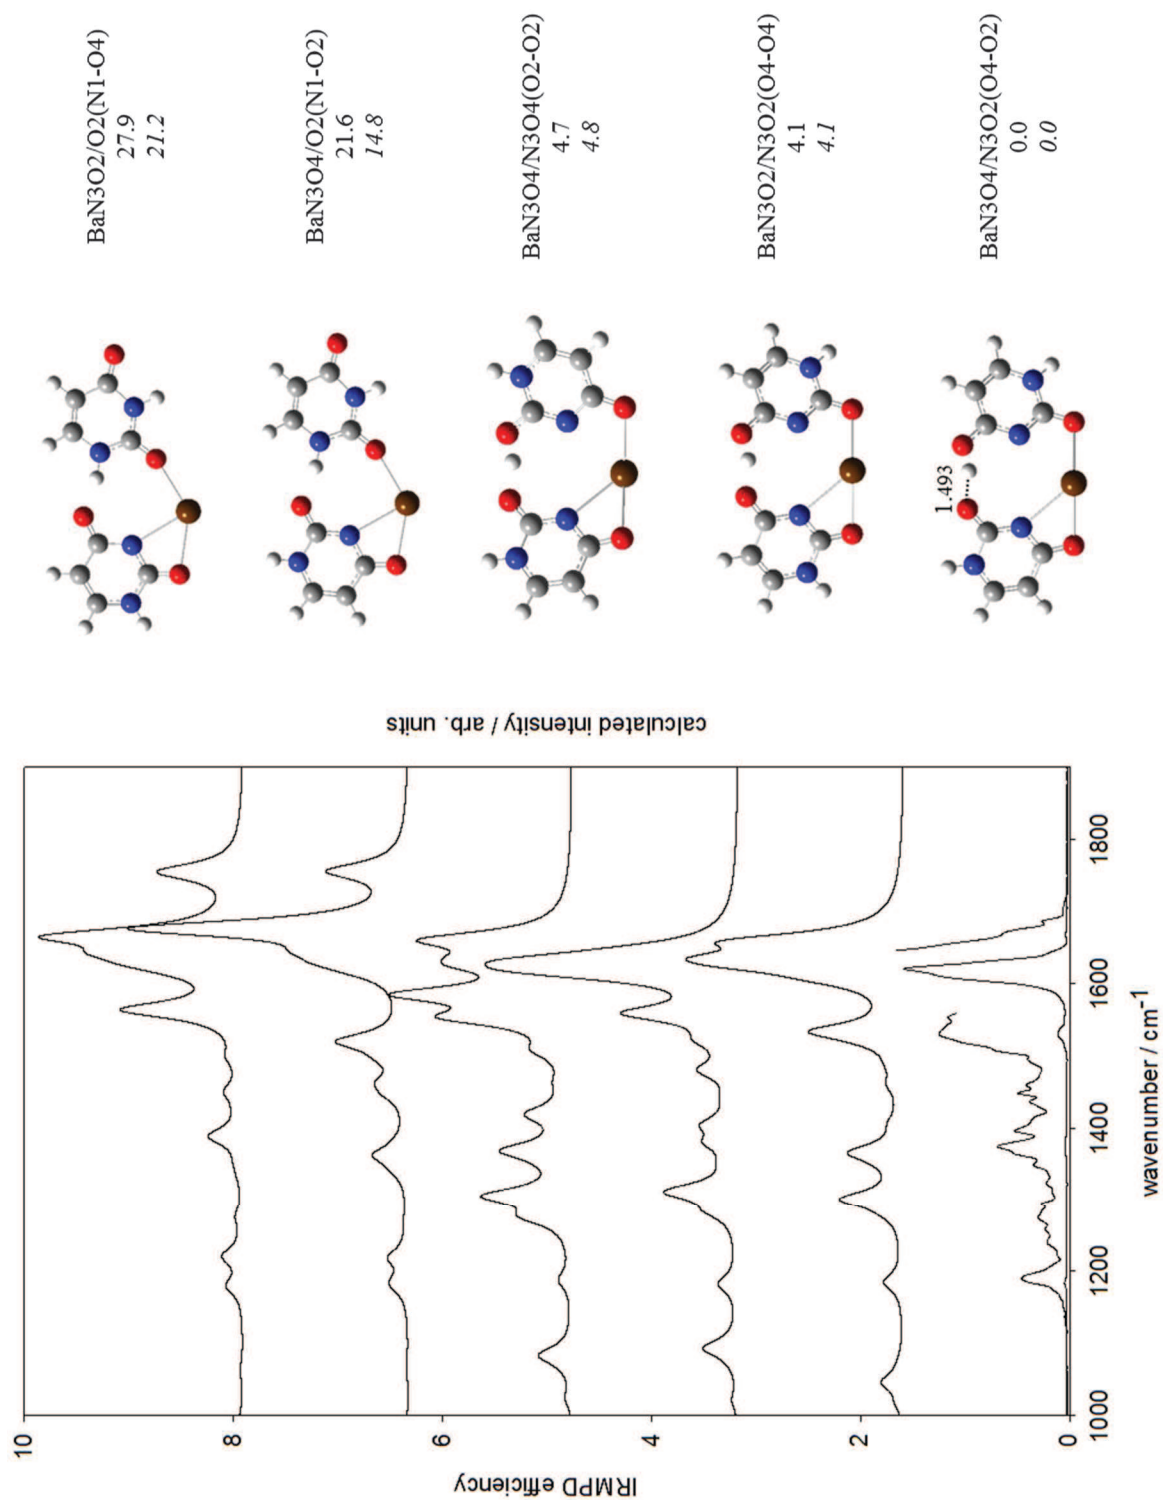 BaN3O2/O2(N1-O4)
27.9
21.2
BaN3O4/O2(N1-O2)
21.6
14.8
BaN3O4/N3O4(O2-O2)
4.7
4.8
BaN3O2/N3O2(O4-O4)
4.1
4.1
BaN3O4/N3O2(O4-O2)
0.0
0.0
1.493
calculated intensity / arb. units
10
8
6
4
2
0
IRMPD efficiency
1000 1200 1400 1600 1800
wavenumber / cm⁻¹